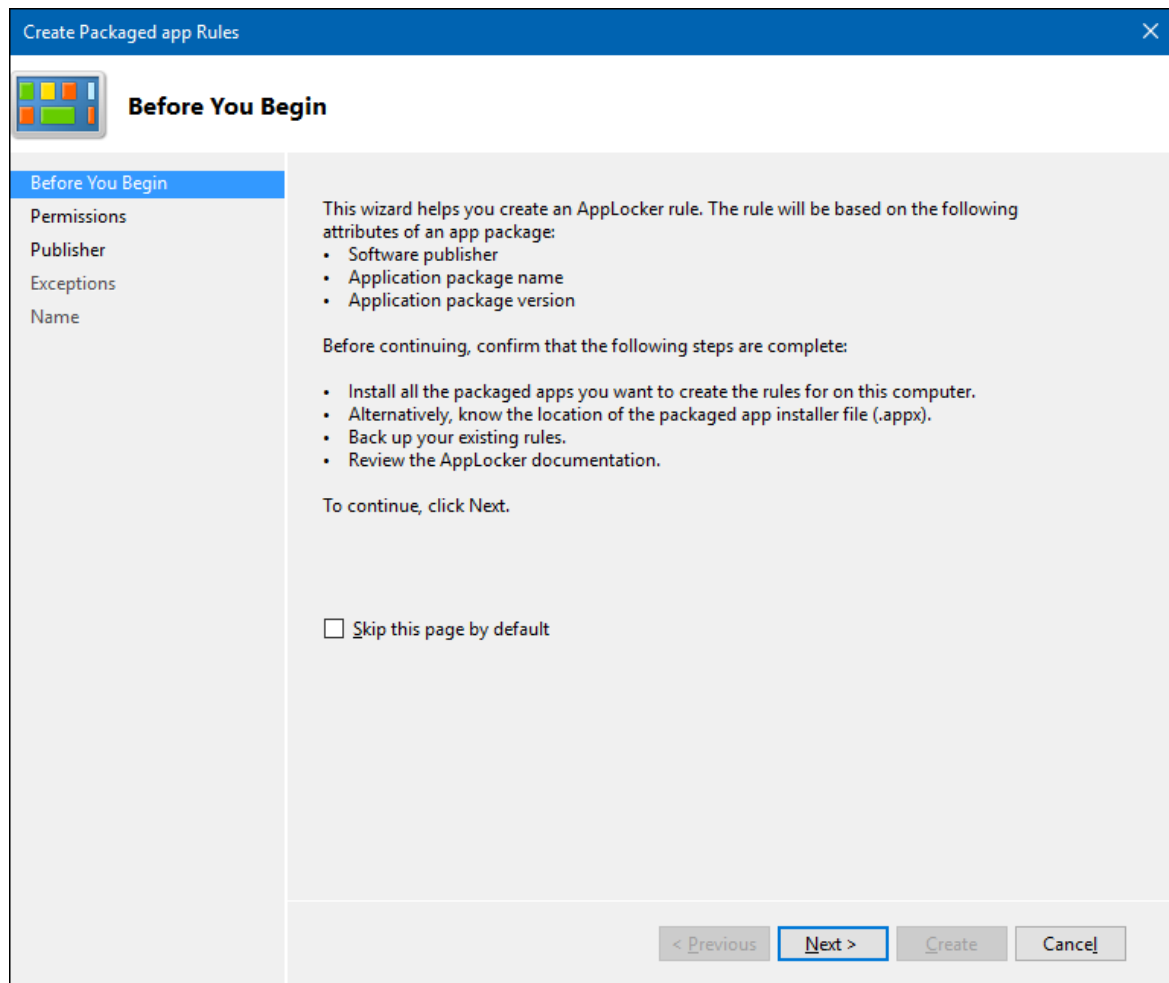 Create Packaged app Rules
Before You Begin
Before You Begin
Permissions
Publisher
Exceptions
Name
This wizard helps you create an AppLocker rule. The rule will be based on the following
attributes of an app package:
• Software publisher
• Application package name
• Application package version
Before continuing, confirm that the following steps are complete:
• Install all the packaged apps you want to create the rules for on this computer.
• Alternatively, know the location of the packaged app installer file (.appx).
• Back up your existing rules.
• Review the AppLocker documentation.
To continue, click Next.
Skip this page by default
< Previous Next > Create Cancel